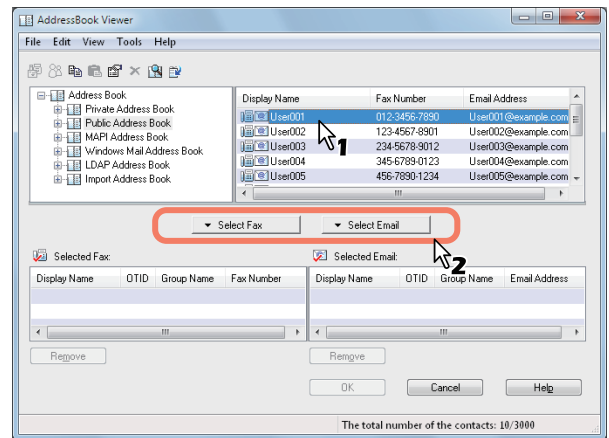 AddressBook Viewer
File Edit View Tools Help
Address Book
Private Address Book
Public Address Book
MAPI Address Book
Windows Mail Address Book
LDAP Address Book
Import Address Book
Display Name Fax Number Email Address
User001 012-3456-7890 User001@example.com
User002 123-4567-8901 User002@example.com
User003 234-5678-9012 User003@example.com
User004 345-6789-0123 User004@example.com
User005 456-7890-1234 User005@example.com
1
Select Fax Select Email
2
Selected Fax: Selected Email:
Display Name OTID Group Name Fax Number Display Name OTID Group Name Email Address
Remove Remove
OK Cancel Help
The total number of the contacts: 10/3000